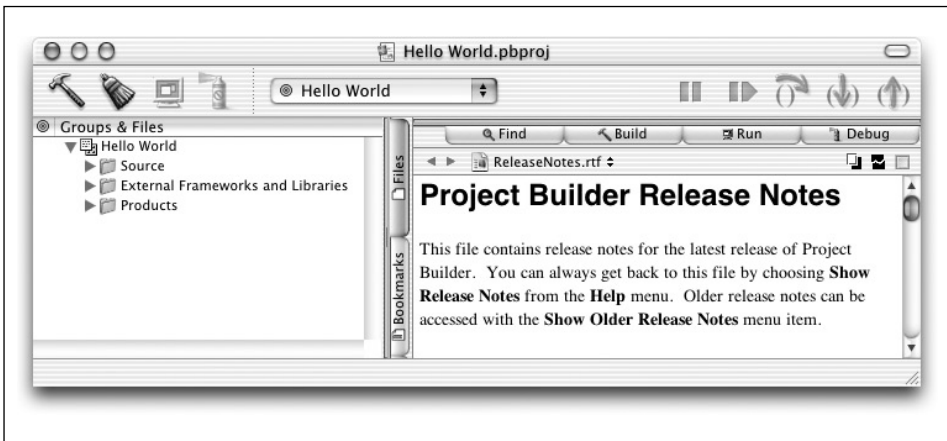 Hello World.pbproj
Hello World
Groups & Files
Hello World
Source
External Frameworks and Libraries
Products
Files
Bookmarks
Find
Build
Run
Debug
ReleaseNotes.rtf
Project Builder Release Notes
This file contains release notes for the latest release of Project
Builder. You can always get back to this file by choosing Show
Release Notes from the Help menu. Older release notes can be
accessed with the Show Older Release Notes menu item.